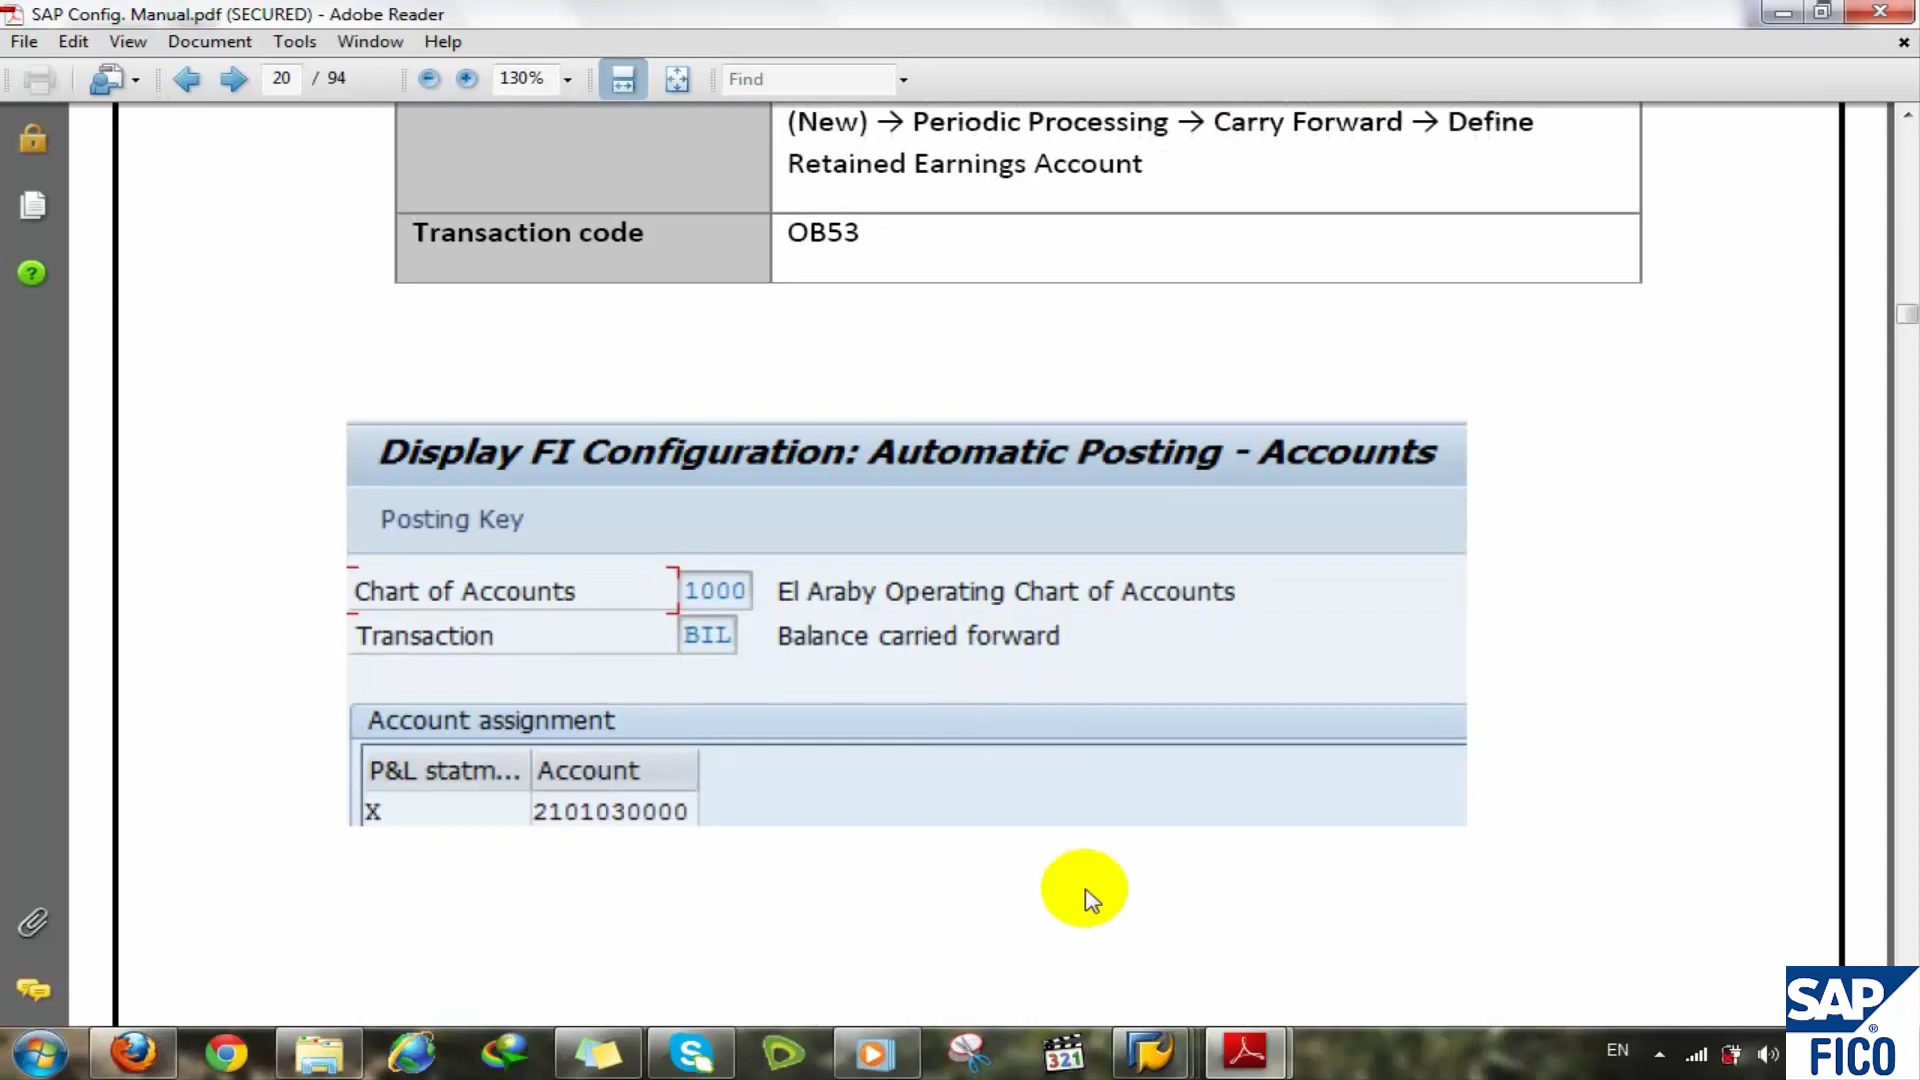 SAP Config. Manual.pdf (SECURED) - Adobe Reader
File Edit View Document Tools Window Help
20 / 94 130% Find
(New) → Periodic Processing → Carry Forward → Define
Retained Earnings Account
Transaction code OB53
Display FI Configuration: Automatic Posting - Accounts
Posting Key
Chart of Accounts 1000 El Araby Operating Chart of Accounts
Transaction BIL Balance carried forward
Account assignment
P&L statm... Account
X 2101030000
321
EN
SAP ®
FICO